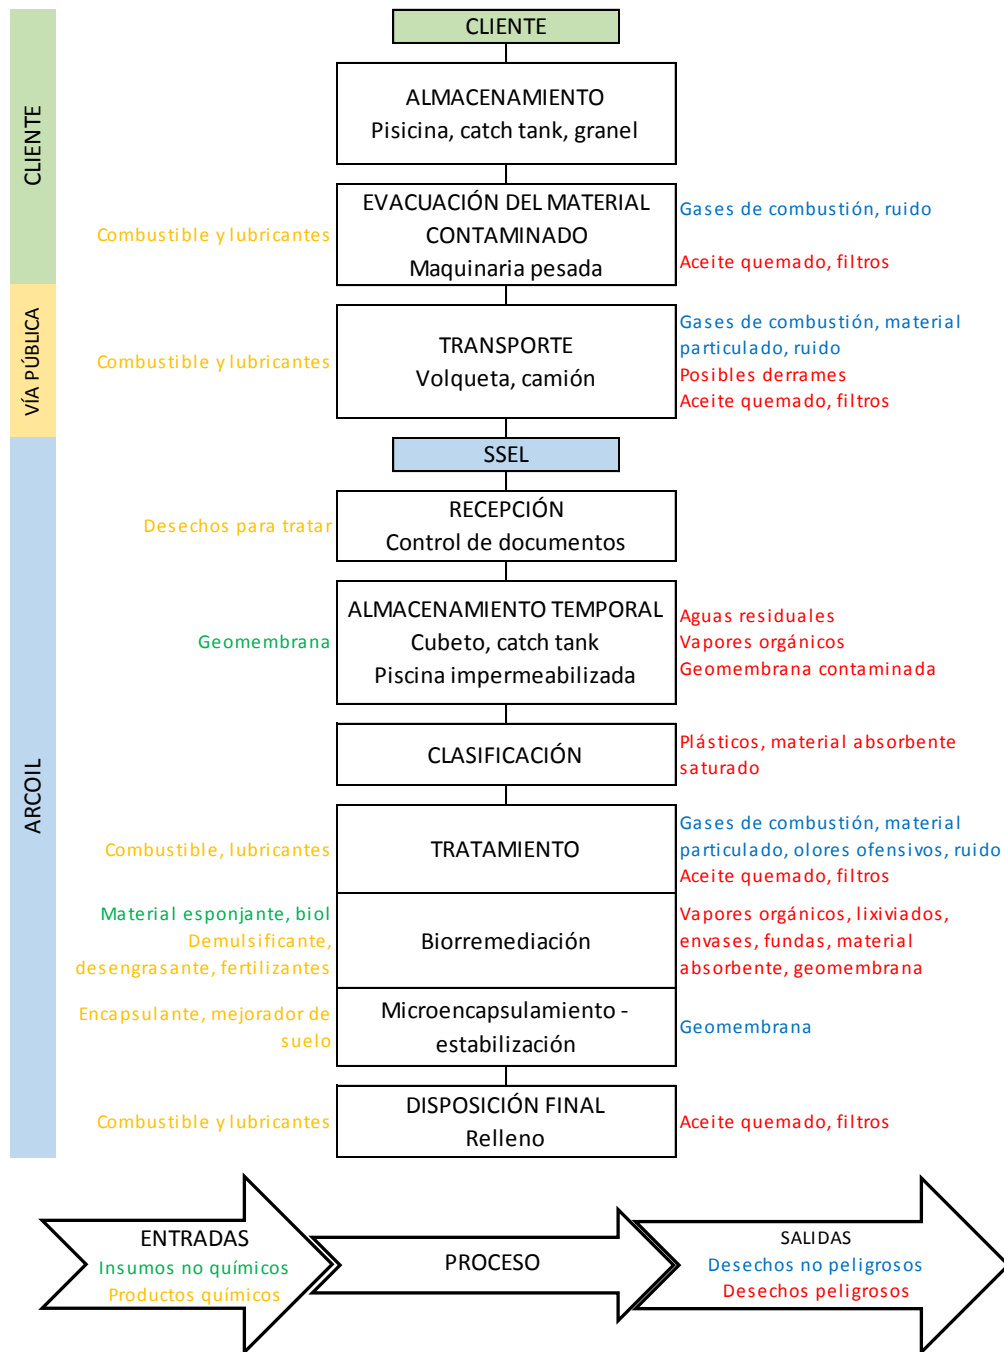 CLIENTE
CLIENTE
ALMACENAMIENTO
Pisicina, catch tank, granel
Combustible y lubricantes
EVACUACIÓN DEL MATERIAL
CONTAMINADO
Maquinaria pesada
Gases de combustión, ruido
Aceite quemado, filtros
VÍA PÚBLICA
Combustible y lubricantes
TRANSPORTE
Volqueta, camión
Gases de combustión, material
particulado, ruido
Posibles derrames
Aceite quemado, filtros
ARCOIL
SSEL
Desechos para tratar
RECEPCIÓN
Control de documentos
Geomembrana
ALMACENAMIENTO TEMPORAL
Cubeto, catch tank
Piscina impermeabilizada
Aguas residuales
Vapores orgánicos
Geomembrana contaminada
CLASIFICACIÓN
Plásticos, material absorbente
saturado
Combustible, lubricantes
TRATAMIENTO
Gases de combustión, material
particulado, olores ofensivos, ruido
Aceite quemado, filtros
Material esponjante, biol
Demulsificante,
desengrasante, fertilizantes
Biorremediación
Vapores orgánicos, lixiviados,
envases, fundas, material
absorbente, geomembrana
Encapsulante, mejorador de
suelo
Microencapsulamiento -
estabilización
Geomembrana
Combustible y lubricantes
DISPOSICIÓN FINAL
Relleno
Aceite quemado, filtros
ENTRADAS
Insumos no químicos
Productos químicos
PROCESO
SALIDAS
Desechos no peligrosos
Desechos peligrosos